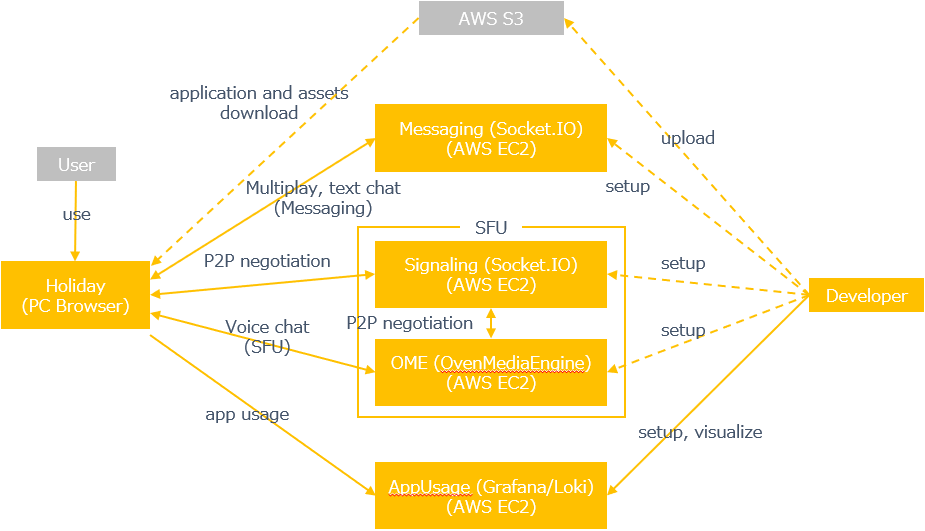 AWS S3
application and assets
download
Messaging (Socket.IO)
(AWS EC2)
upload
User
Multiplay, text chat
(Messaging)
setup
use
SFU
P2P negotiation
Signaling (Socket.IO)
(AWS EC2)
setup
Holiday
(PC Browser)
Developer
Voice chat
(SFU)
P2P negotiation
setup
OME (OvenMediaEngine)
(AWS EC2)
app usage
setup, visualize
AppUsage (Grafana/Loki)
(AWS EC2)